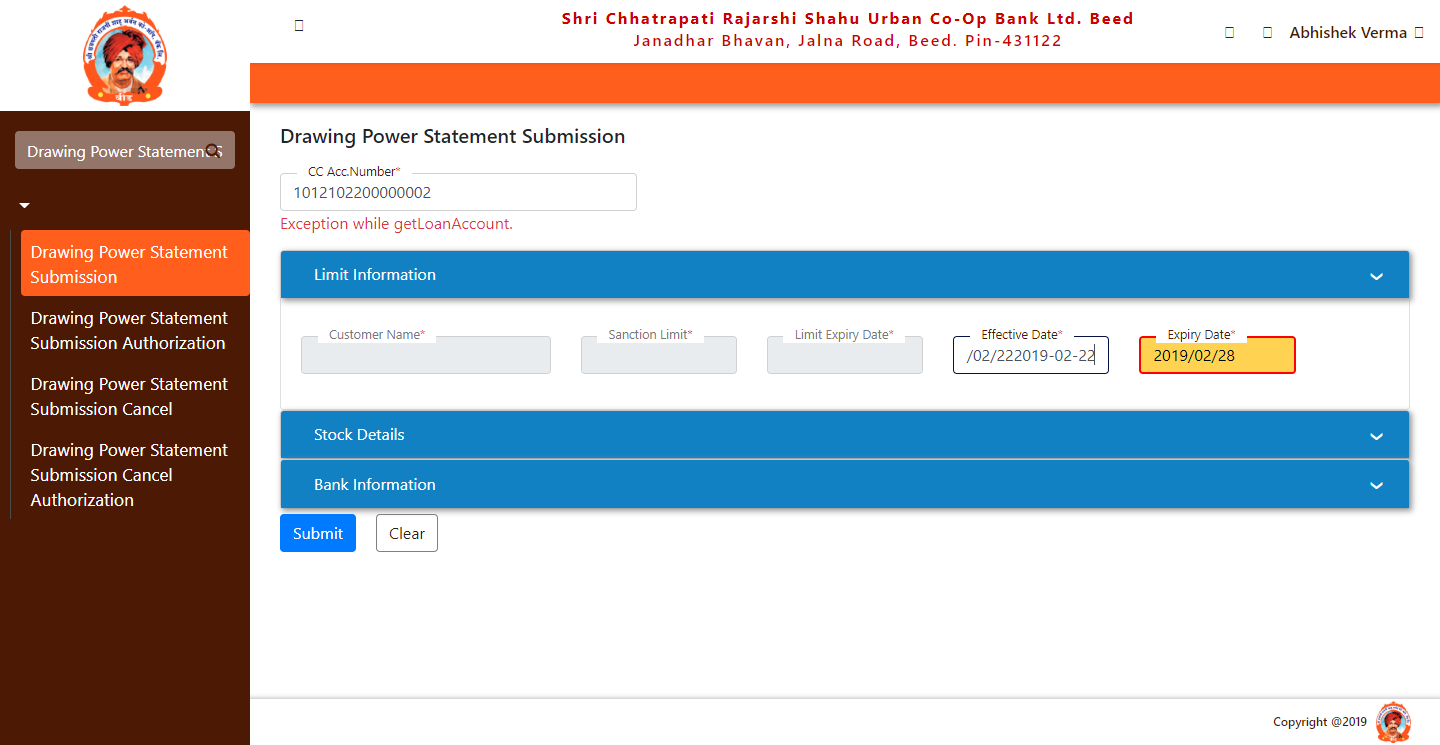 Shri Chhatrapati Rajarshi Shahu Urban Co-Op Bank Ltd. Beed
Janadhar Bhavan, Jalna Road, Beed. Pin-431122
Abhishek Verma
बीड
Drawing Power Statement S
Drawing Power Statement
Submission
Drawing Power Statement
Submission Authorization
Drawing Power Statement
Submission Cancel
Drawing Power Statement
Submission Cancel
Authorization
Drawing Power Statement Submission
CC Acc.Number*
1012102200000002
Exception while getLoanAccount.
Limit Information
Customer Name*
Sanction Limit*
Limit Expiry Date*
Effective Date*
/02/222019-02-22
Expiry Date*
2019/02/28
Stock Details
Bank Information
Submit
Clear
Copyright @2019